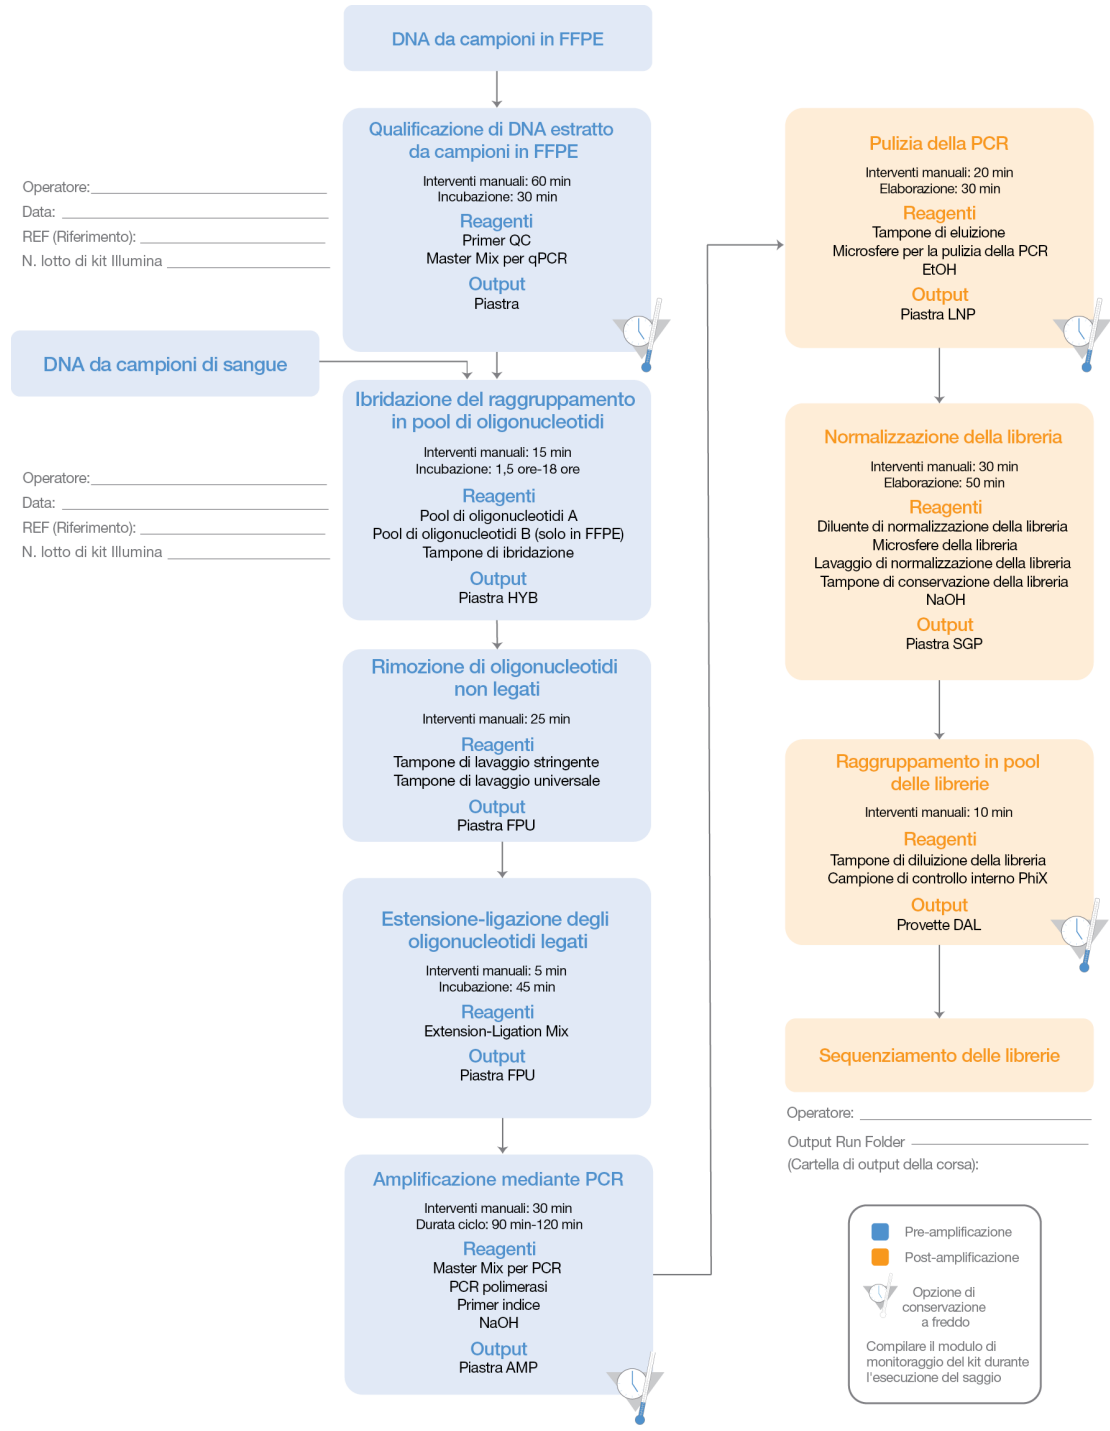 DNA da campioni in FFPE
Qualificazione di DNA estratto
da campioni in FFPE
Interventi manuali: 60 min
Incubazione: 30 min
Reagenti
Primer QC
Master Mix per qPCR
Output
Piastra
Operatore:
Data:
REF (Riferimento):
N. lotto di kit Illumina
DNA da campioni di sangue
Ibridazione del raggruppamento
in pool di oligonucleotidi
Interventi manuali: 15 min
Incubazione: 1,5 ore-18 ore
Reagenti
Pool di oligonucleotidi A
Pool di oligonucleotidi B (solo in FFPE)
Tampone di ibridazione
Output
Piastra HYB
Operatore:
Data:
REF (Riferimento):
N. lotto di kit Illumina
Rimozione di oligonucleotidi
non legati
Interventi manuali: 25 min
Reagenti
Tampone di lavaggio stringente
Tampone di lavaggio universale
Output
Piastra FPU
Estensione-ligazione degli
oligonucleotidi legati
Interventi manuali: 5 min
Incubazione: 45 min
Reagenti
Extension-Ligation Mix
Output
Piastra FPU
Amplificazione mediante PCR
Interventi manuali: 30 min
Durata ciclo: 90 min-120 min
Reagenti
Master Mix per PCR
PCR polimerasi
Primer indice
NaOH
Output
Piastra AMP
Pulizia della PCR
Interventi manuali: 20 min
Elaborazione: 30 min
Reagenti
Tampone di eluizione
Microsfere per la pulizia della PCR
EtOH
Output
Piastra LNP
Normalizzazione della libreria
Interventi manuali: 30 min
Elaborazione: 50 min
Reagenti
Diluente di normalizzazione della libreria
Microsfere della libreria
Lavaggio di normalizzazione della libreria
Tampone di conservazione della libreria
NaOH
Output
Piastra SGP
Raggruppamento in pool
delle librerie
Interventi manuali: 10 min
Reagenti
Tampone di diluizione della libreria
Campione di controllo interno PhiX
Output
Provette DAL
Sequenziamento delle librerie
Operatore:
Output Run Folder
(Cartella di output della corsa):
Pre-amplificazione
Post-amplificazione
Opzione di
conservazione
a freddo
Compilare il modulo di
monitoraggio del kit durante
l'esecuzione del saggio